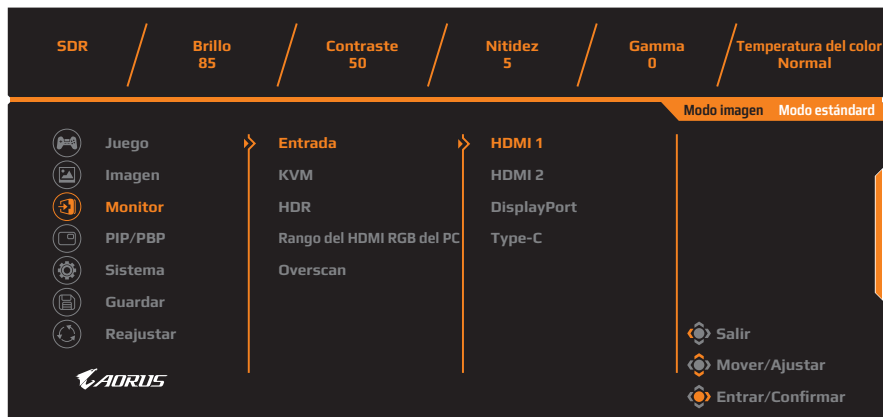 SDR
Brillo
85
Contraste
50
Nitidez
5
Gamma
0
Temperatura del color
Normal
Modo imagen Modo estándard
Juego
Imagen
Monitor
PIP/PBP
Sistema
Guardar
Reajustar
Entrada
KVM
HDR
Rango del HDMI RGB del PC
Overscan
HDMI 1
HDMI 2
DisplayPort
Type-C
Salir
Mover/Ajustar
Entrar/Confirmar
AORUS